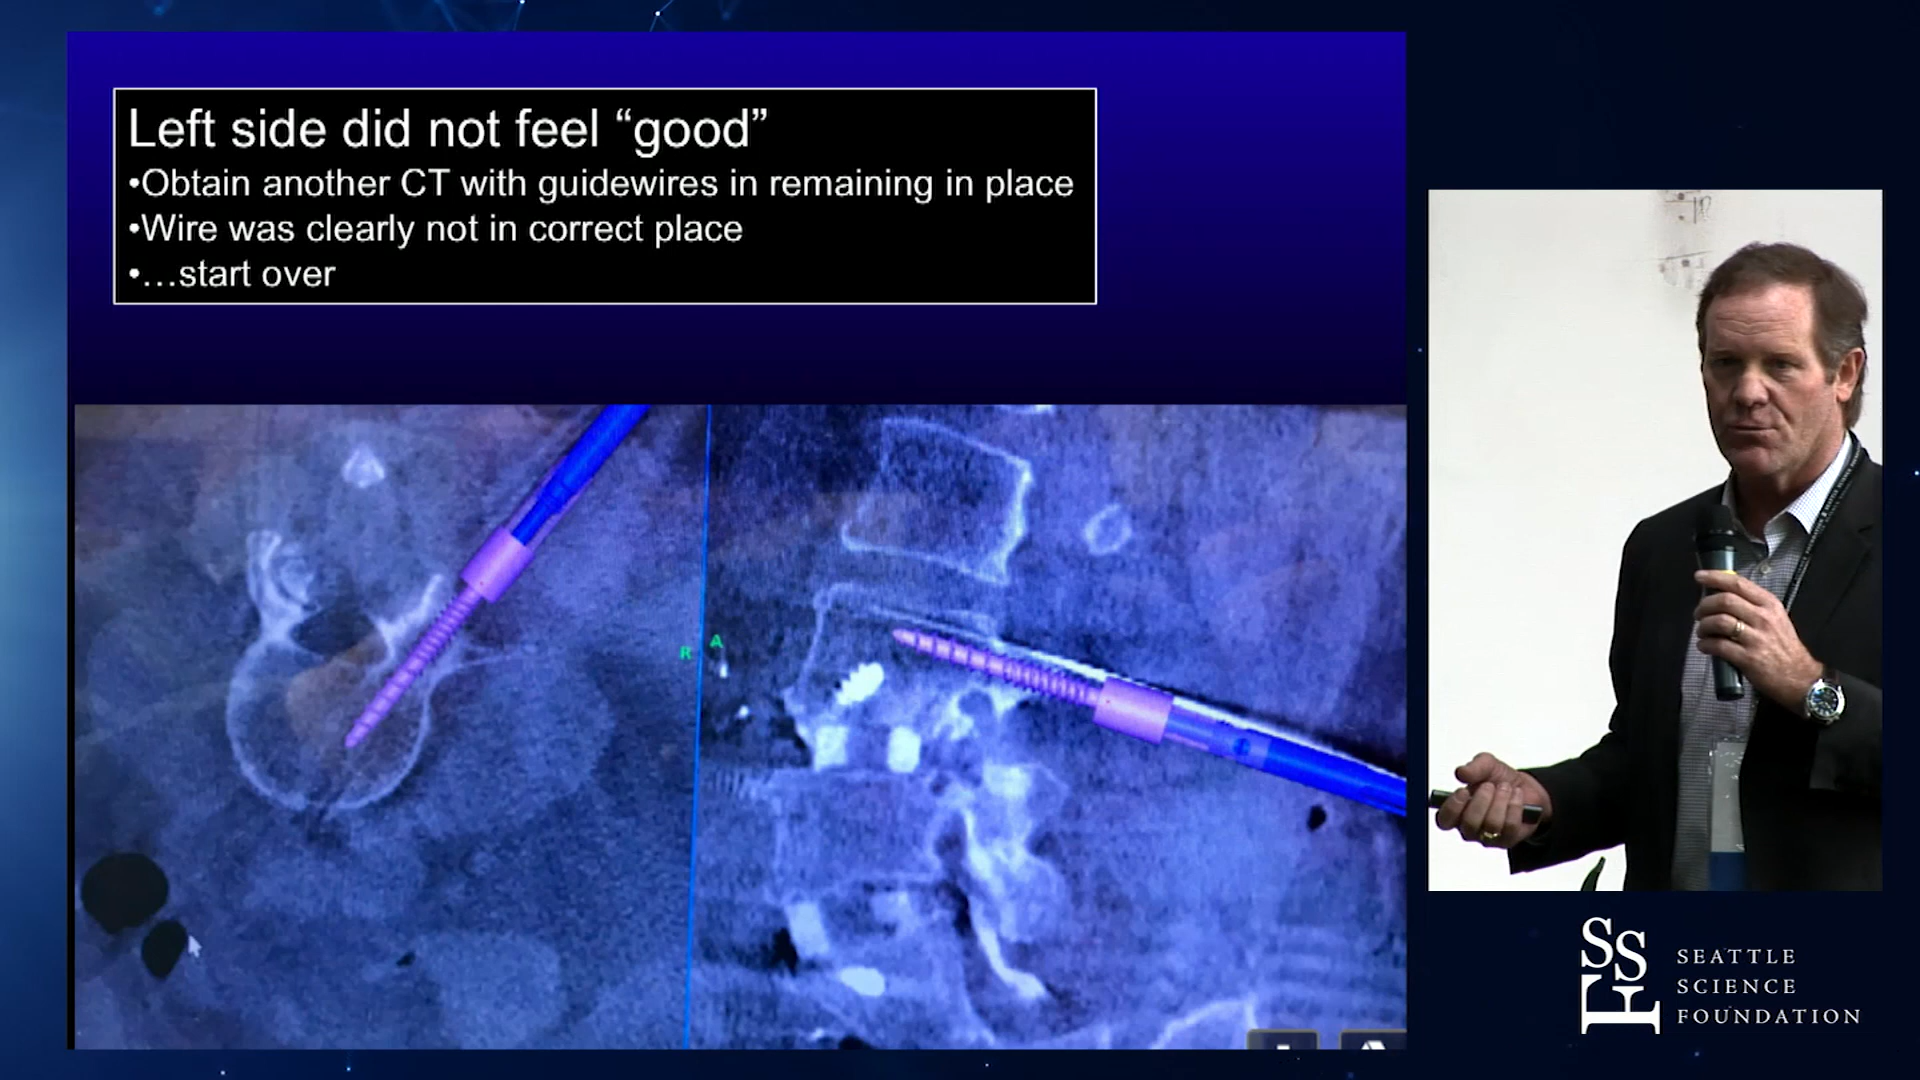 Left side did not feel “good”
•Obtain another CT with guidewires in remaining in place
•Wire was clearly not in correct place
•…start over
R
A
SSF
SEATTLE
SCIENCE
FOUNDATION